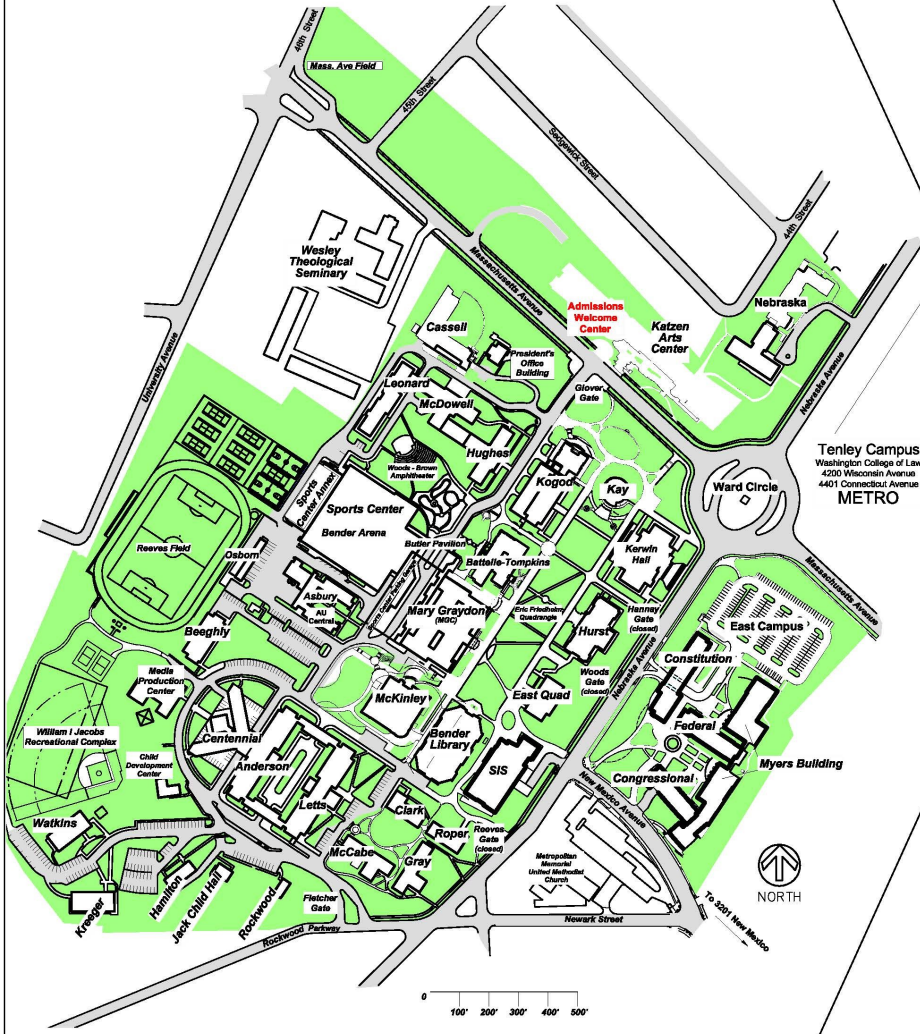 46th Street
Mass. Ave Field
45th Street
Sedgewick Street
44th Street
Wesley
Theological
Seminary
Massachusetts Avenue
Nebraska
Admissions
Welcome
Center
Katzen
Arts
Center
Cassell
President's
Office
Building
University Avenue
Nebraska Avenue
Leonard
McDowell
Glover
Gate
Tenley Campus
Washington College of Law
4200 Wisconsin Avenue
4401 Connecticut Avenue
METRO
Hughes
Woods - Brown
Amphitheater
Kogod
Kay
Ward Circle
Sports
Center Annex
Sports Center
Bender Arena
Reeves Field
Osborn
Butler Pavilion
Battelle-Tompkins
Kerwin
Hall
Massachusetts Avenue
Asbury
AU
Central
Sports Center Parking Garage
Mary Graydon
(MGC)
Eric Friedheim
Quadrangle
Hurst
Hannay
Gate
(closed)
East Campus
Beeghly
Nebraska Avenue
Constitution
Media
Production
Center
McKinley
East Quad
Woods
Gate
(closed)
William I Jacobs
Recreational Complex
Centennial
Bender
Library
Federal
Child
Development
Center
Anderson
SIS
Congressional
Myers Building
Letts
New Mexico Avenue
Watkins
Clark
Roper
Reeves
Gate
(closed)
McCabe
Gray
Metropolitan
Memorial
United Methodist
Church
NORTH
Kreeger
Hamilton
Jack Child Hall
Rockwood
Fletcher
Gate
Newark Street
To 3201 New Mexico
Rockwood Parkway
0
100' 200' 300' 400' 500'